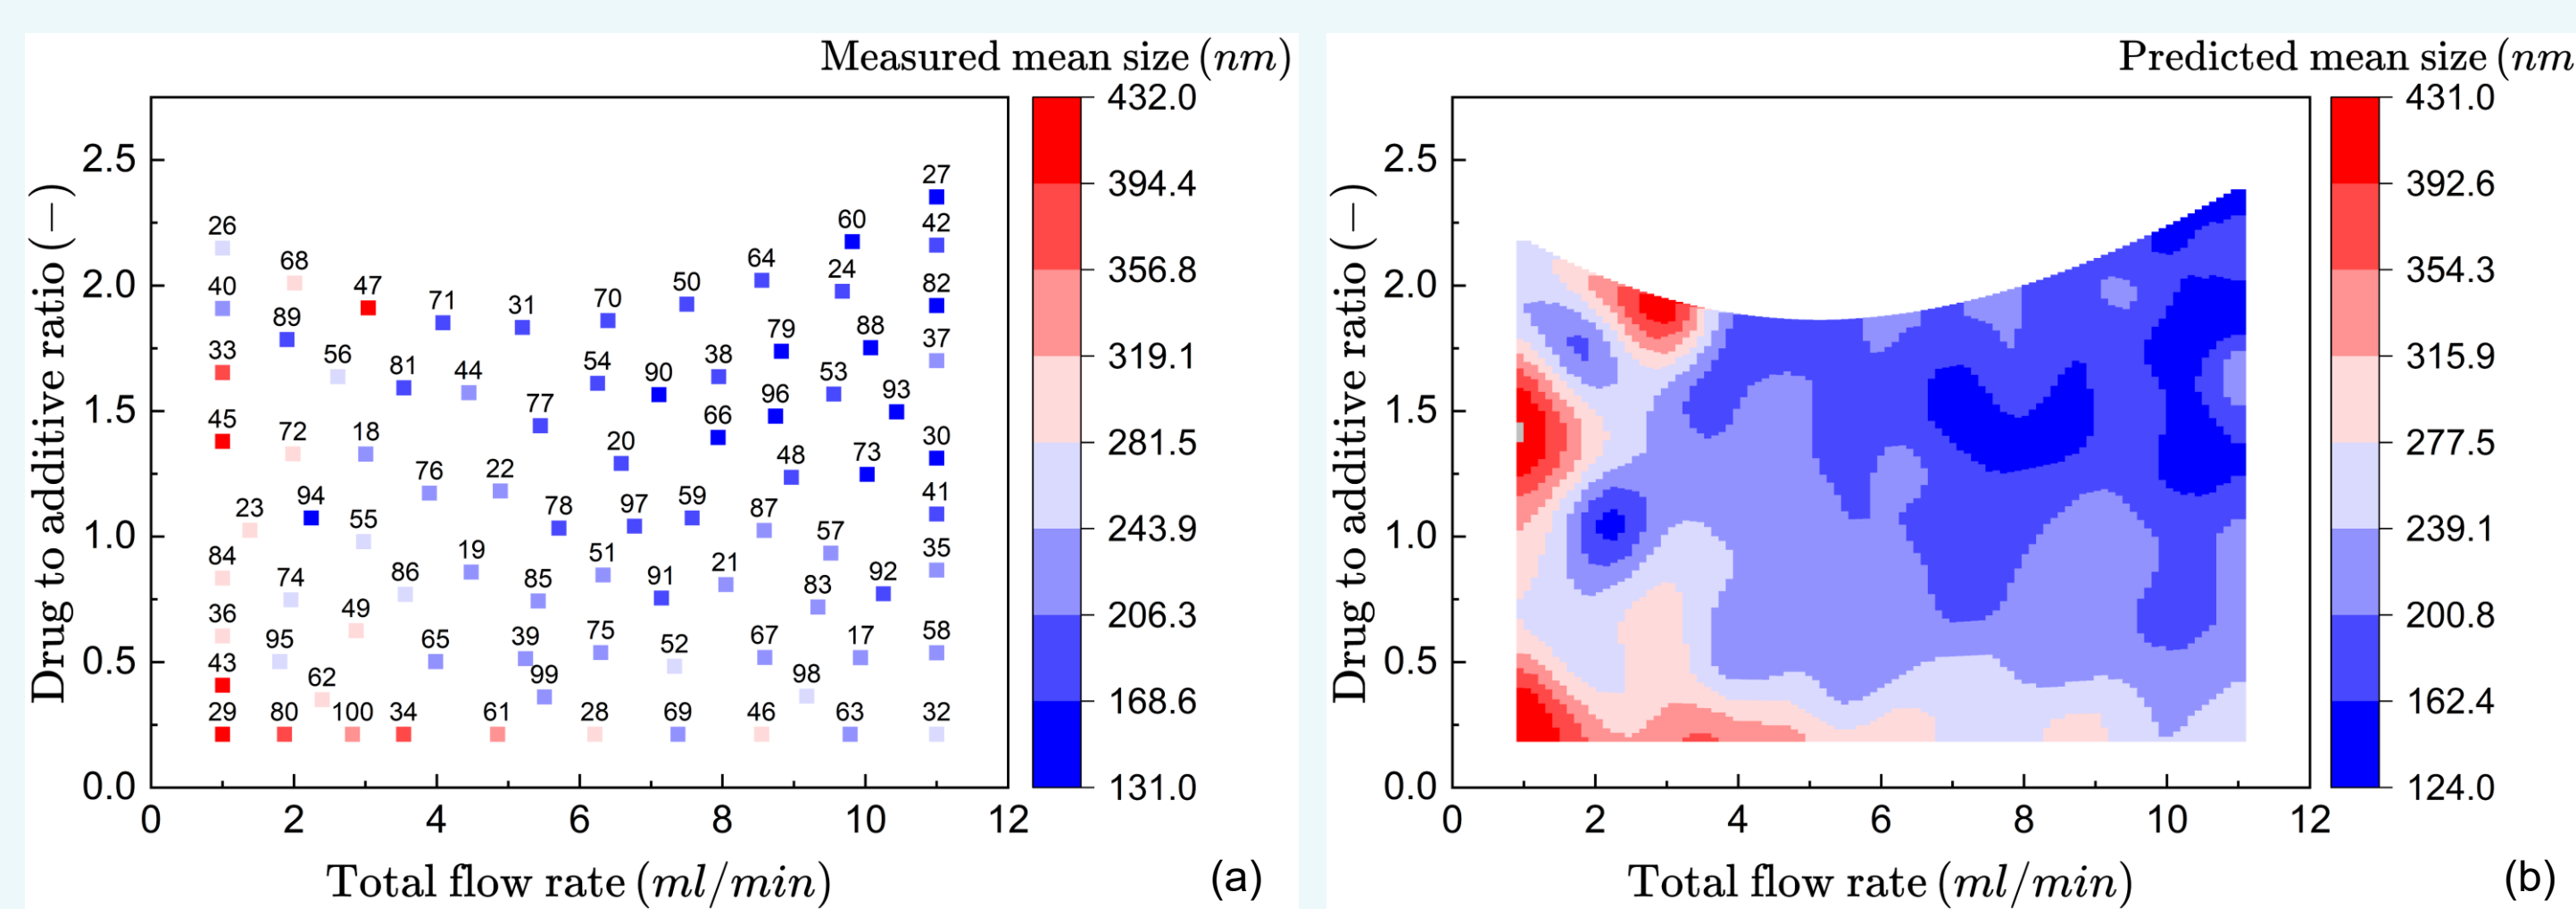 Measured mean size (nm)
432.0
394.4
356.8
319.1
281.5
243.9
206.3
168.6
131.0
Drug to additive ratio (−)
2.5
2.0
1.5
1.0
0.5
0.0
27
26 60 42
68 64 24
40 47 71 31 70 50 82
89 79 88 37
33 56 81 44 54 90 38 53 93
45 77 96
72 18 20 66 48 73 30
76 22
23 94 55 78 97 59 87 57 41
84 74 86 19 85 51 91 21 83 92 35
36 49
95 65 39 75 52 67 17 58
43 62 99 98
29 80 100 34 61 28 69 46 63 32
0 2 4 6 8 10 12
Total flow rate (ml/min)
(a)
Predicted mean size (nm
431.0
392.6
354.3
315.9
277.5
239.1
200.8
162.4
124.0
Drug to additive ratio (−)
2.5
2.0
1.5
1.0
0.5
0.0
0 2 4 6 8 10 12
Total flow rate (ml/min)
(b)